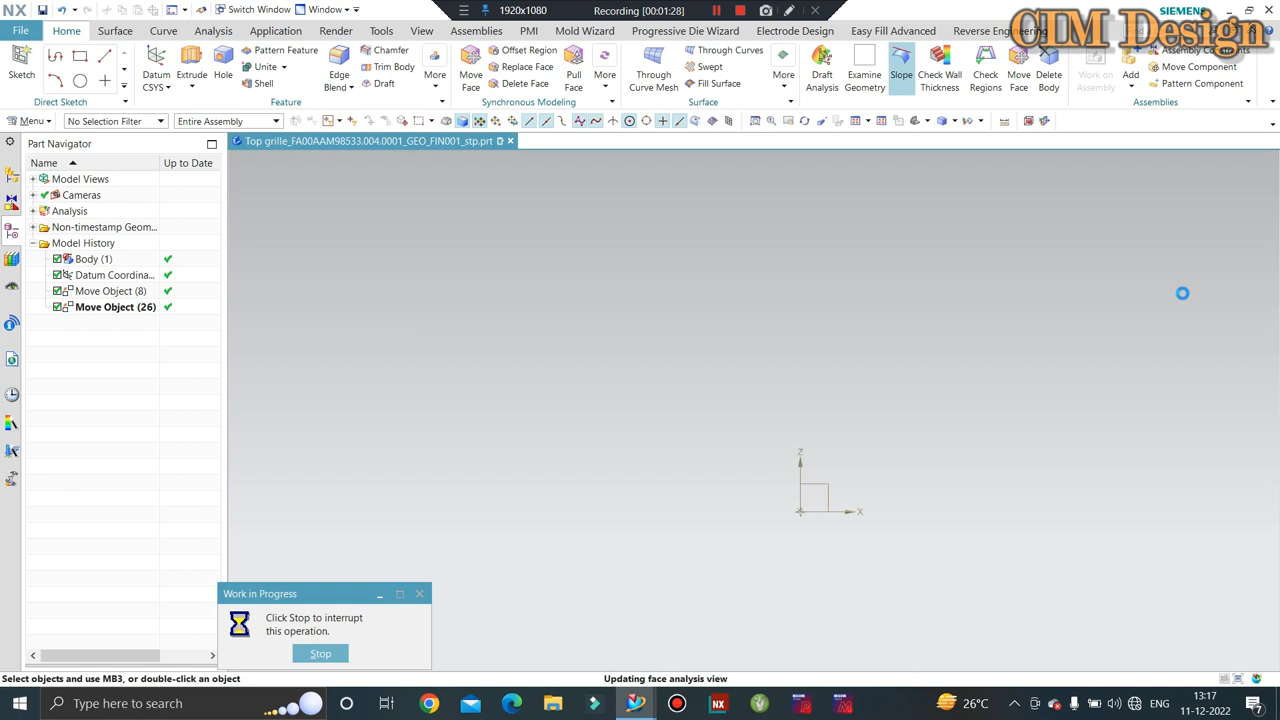 NX Switch Window Window 1920x1080 Recording [00:01:28] SIEMENS
CIM Design
File Home Surface Curve Analysis Application Render Tools View Assemblies PMI Mold Wizard Progressive Die Wizard Electrode Design Easy Fill Advanced Reverse Engineering
Pattern Feature Chamfer Offset Region Through Curves Assembly Constraints
Unite Trim Body Replace Face Swept Move Component
Shell Draft Delete Face Fill Surface Pattern Component
Sketch Datum CSYS Extrude Hole Edge Blend More Move Face Pull Face More Through Curve Mesh More Draft Analysis Examine Geometry Slope Check Wall Thickness Check Regions Move Face Delete Body Work on Assembly Add
Direct Sketch Feature Synchronous Modeling Surface Assemblies
Menu No Selection Filter Entire Assembly
Part Navigator Top grille_FA00AAM98533.004.0001_GEO_FIN001_stp.prt
Name Up to Date
Model Views
Cameras
Analysis
Non-timestamp Geom...
Model History
Body (1)
Datum Coordina...
Move Object (8)
Move Object (26)
Z
X
Work in Progress
Click Stop to interrupt
this operation.
Stop
Select objects and use MB3, or double-click an object Updating face analysis view
Type here to search 26°C ENG 13:17
11-12-2022
7